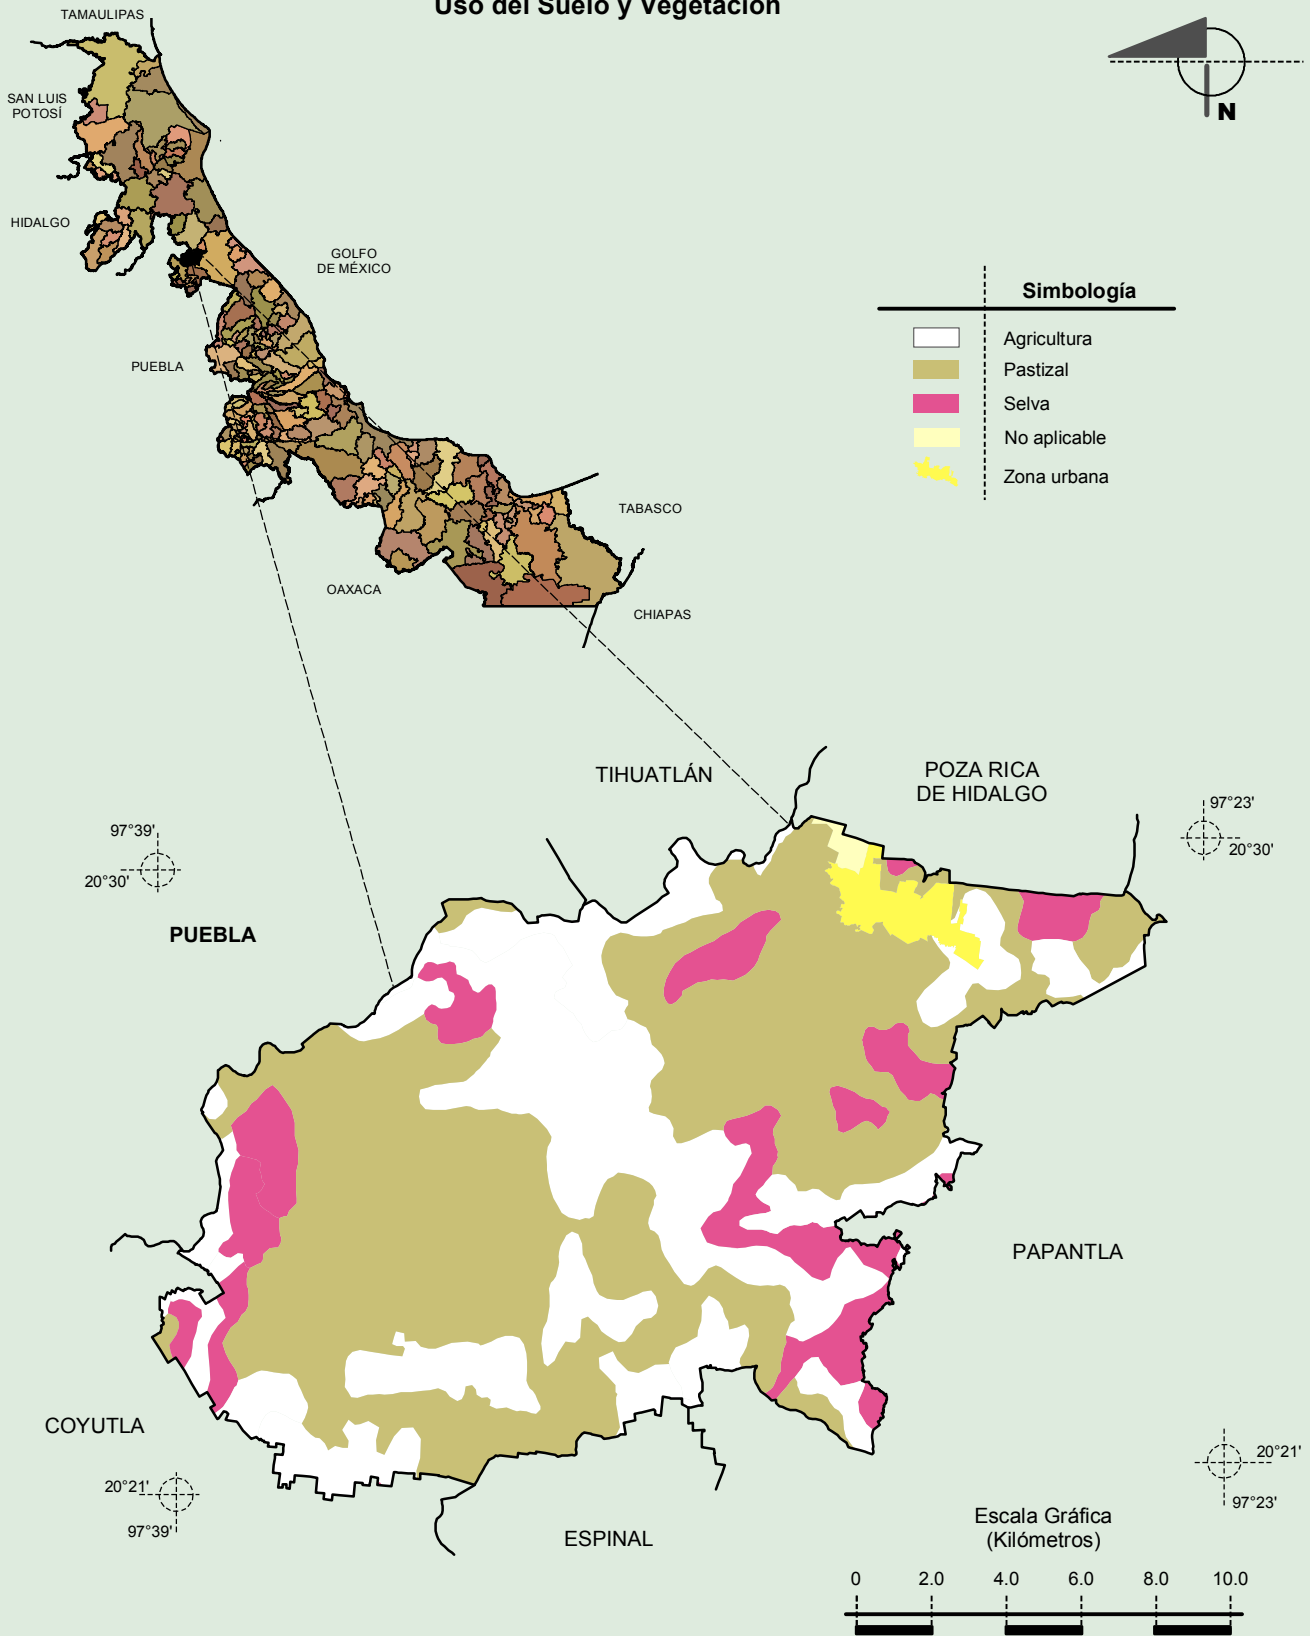 Uso del Suelo y Vegetación
TAMAULIPAS
SAN LUIS
POTOSÍ
HIDALGO
GOLFO
DE MÉXICO
PUEBLA
TABASCO
OAXACA
CHIAPAS
N
Simbología
Agricultura
Pastizal
Selva
No aplicable
Zona urbana
TIHUATLÁN
POZA RICA
DE HIDALGO
97°39'
20°30'
97°23'
20°30'
PUEBLA
PAPANTLA
COYUTLA
20°21'
97°39'
ESPINAL
20°21'
97°23'
Escala Gráfica
(Kilómetros)
0 2.0 4.0 6.0 8.0 10.0